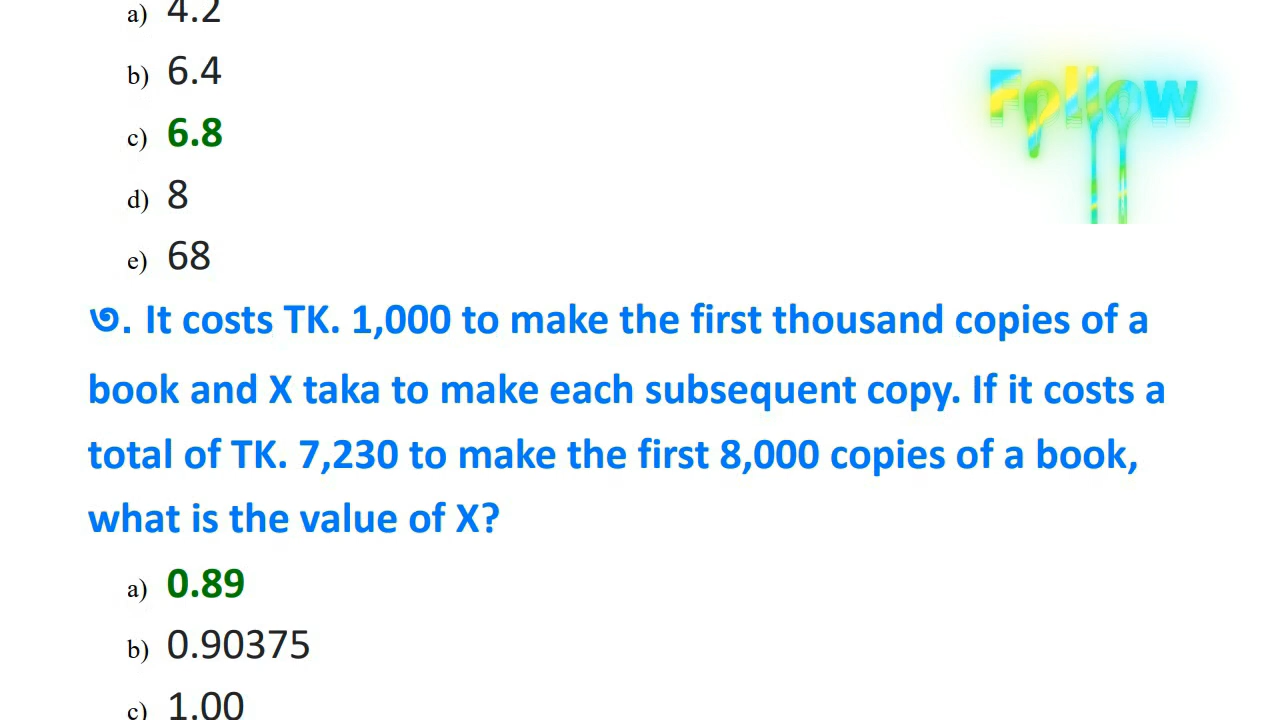 a) 4.2
b) 6.4
c) 6.8
d) 8
e) 68
Follow
৩. It costs TK. 1,000 to make the first thousand copies of a
book and X taka to make each subsequent copy. If it costs a
total of TK. 7,230 to make the first 8,000 copies of a book,
what is the value of X?
a) 0.89
b) 0.90375
c) 1.00